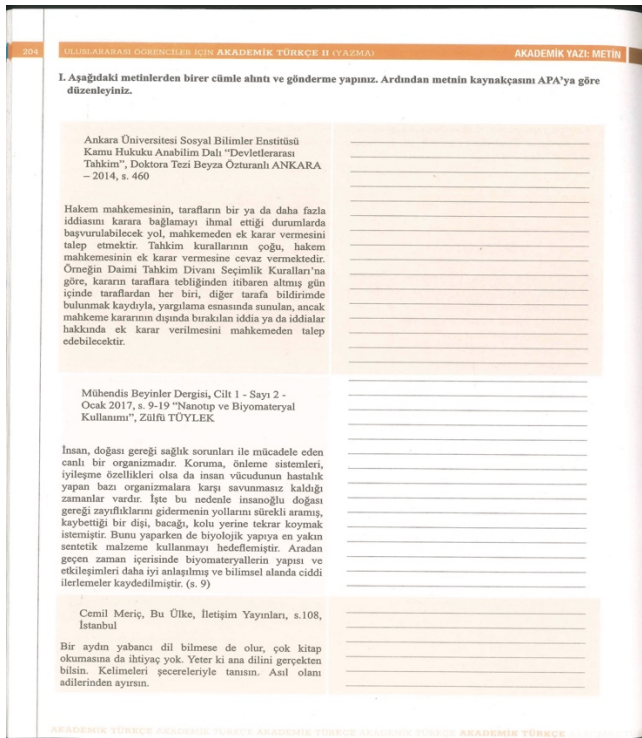 204
ULUSLARARASI ÖĞRENCİLER İÇİN AKADEMİK TÜRKÇE II (YAZMA)
AKADEMİK YAZI: METİN
I. Aşağıdaki metinlerden birer cümle alıntı ve gönderme yapınız. Ardından metnin kaynakçasını APA’ya göre
düzenleyiniz.
Ankara Üniversitesi Sosyal Bilimler Enstitüsü
Kamu Hukuku Anabilim Dalı “Devletlerarası
Tahkim”, Doktora Tezi Beyza Özturanlı ANKARA
– 2014, s. 460
Hakem mahkemesinin, tarafların bir ya da daha fazla
iddiasını karara bağlamayı ihmal ettiği durumlarda
başvurulabilecek yol, mahkemeden ek karar vermesini
talep etmektir. Tahkim kurallarının çoğu, hakem
mahkemesinin ek karar vermesine cevaz vermektedir.
Örneğin Daimi Tahkim Divanı Seçimlik Kuralları’na
göre, kararın taraflara tebliğinden itibaren altmış gün
içinde taraflardan her biri, diğer tarafa bildirimde
bulunmak kaydıyla, yargılama esnasında sunulan, ancak
mahkeme kararının dışında bırakılan iddia ya da iddialar
hakkında ek karar verilmesini mahkemeden talep
edebilecektir.
Mühendis Beyinler Dergisi, Cilt 1 - Sayı 2 -
Ocak 2017, s. 9-19 “Nanotıp ve Biyomateryal
Kullanımı”, Zülfü TÜYLEK
İnsan, doğası gereği sağlık sorunları ile mücadele eden
canlı bir organizmadır. Koruma, önleme sistemleri,
iyileşme özellikleri olsa da insan vücudunun hastalık
yapan bazı organizmalara karşı savunmasız kaldığı
zamanlar vardır. İşte bu nedenle insanoğlu doğası
gereği zayıflıklarını gidermenin yollarını sürekli aramış,
kaybettiği bir dişi, bacağı, kolu yerine tekrar koymak
istemiştir. Bunu yaparken de biyolojik yapıya en yakın
sentetik malzeme kullanmayı hedeflemiştir. Aradan
geçen zaman içerisinde biyomateryallerin yapısı ve
etkileşimleri daha iyi anlaşılmış ve bilimsel alanda ciddi
ilerlemeler kaydedilmiştir. (s. 9)
Cemil Meriç, Bu Ülke, İletişim Yayınları, s.108,
İstanbul
Bir aydın yabancı dil bilmese de olur, çok kitap
okumasına da ihtiyaç yok. Yeter ki ana dilini gerçekten
bilsin. Kelimeleri şecereleriyle tanısın. Asıl olanı
adilerinden ayırsın.
AKADEMİK TÜRKÇE AKADEMİK TÜRKÇE AKADEMİK TÜRKÇE AKADEMİK TÜRKÇE AKADEMİK TÜRKÇE